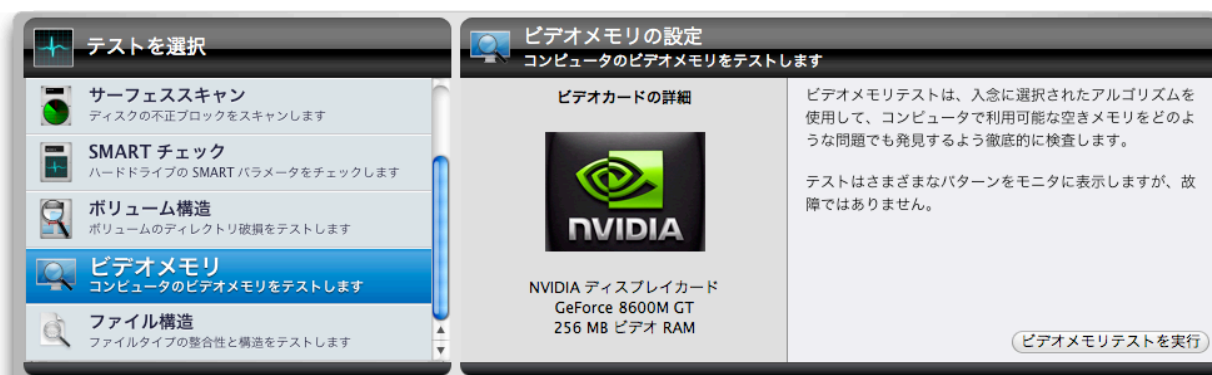 テストを選択
サーフェススキャン
ディスクの不正ブロックをスキャンします
SMART チェック
ハードドライブの SMART パラメータをチェックします
ボリューム構造
ボリュームのディレクトリ破損をテストします
ビデオメモリ
コンピュータのビデオメモリをテストします
ファイル構造
ファイルタイプの整合性と構造をテストします
ビデオメモリの設定
コンピュータのビデオメモリをテストします
ビデオカードの詳細
NVIDIA
NVIDIA ディスプレイカード
GeForce 8600M GT
256 MB ビデオ RAM
ビデオメモリテストは、入念に選択されたアルゴリズムを
使用して、コンピュータで利用可能な空きメモリをどのよ
うな問題でも発見するよう徹底的に検査します。
テストはさまざまなパターンをモニタに表示しますが、故
障ではありません。
ビデオメモリテストを実行